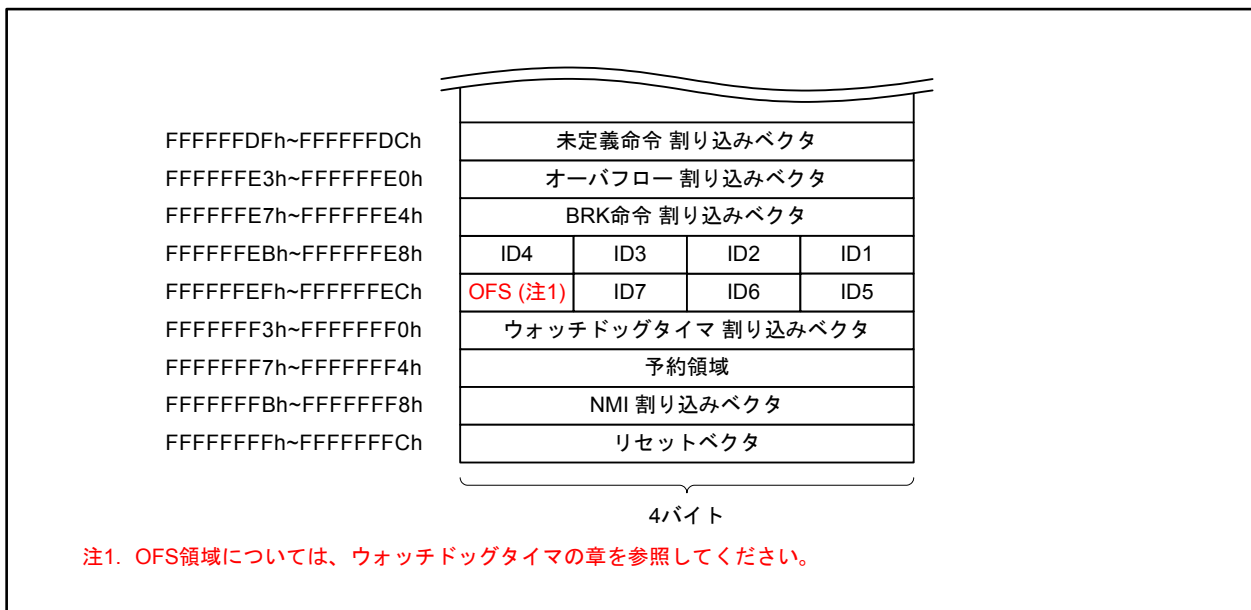 FFFFFFDFh~FFFFFFDCh 未定義命令 割り込みベクタ
FFFFFFE3h~FFFFFFE0h オーバフロー 割り込みベクタ
FFFFFFE7h~FFFFFFE4h BRK命令 割り込みベクタ
FFFFFFEBh~FFFFFFE8h ID4 ID3 ID2 ID1
FFFFFFEFh~FFFFFFECh OFS (注1) ID7 ID6 ID5
FFFFFFF3h~FFFFFFF0h ウォッチドッグタイマ 割り込みベクタ
FFFFFFF7h~FFFFFFF4h 予約領域
FFFFFFFBh~FFFFFFF8h NMI 割り込みベクタ
FFFFFFFFh~FFFFFFFCh リセットベクタ
4バイト
注1. OFS領域については、ウォッチドッグタイマの章を参照してください。